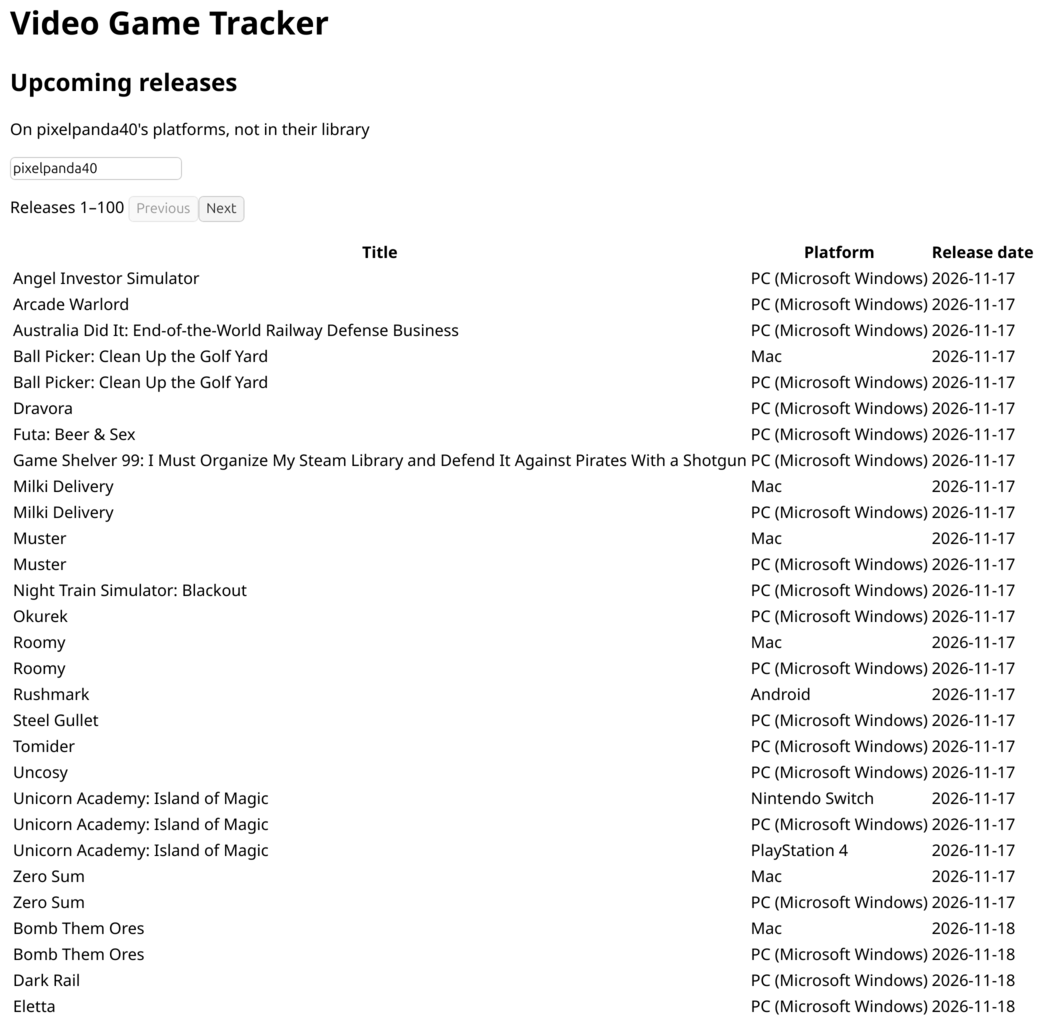 Video Game Tracker
Upcoming releases
On pixelpanda40's platforms, not in their library
pixelpanda40
Releases 1–100 Previous Next
Title Platform Release date
Angel Investor Simulator PC (Microsoft Windows) 2026-11-17
Arcade Warlord PC (Microsoft Windows) 2026-11-17
Australia Did It: End-of-the-World Railway Defense Business PC (Microsoft Windows) 2026-11-17
Ball Picker: Clean Up the Golf Yard Mac 2026-11-17
Ball Picker: Clean Up the Golf Yard PC (Microsoft Windows) 2026-11-17
Dravora PC (Microsoft Windows) 2026-11-17
Futa: Beer & Sex PC (Microsoft Windows) 2026-11-17
Game Shelver 99: I Must Organize My Steam Library and Defend It Against Pirates With a Shotgun PC (Microsoft Windows) 2026-11-17
Milki Delivery Mac 2026-11-17
Milki Delivery PC (Microsoft Windows) 2026-11-17
Muster Mac 2026-11-17
Muster PC (Microsoft Windows) 2026-11-17
Night Train Simulator: Blackout PC (Microsoft Windows) 2026-11-17
Okurek PC (Microsoft Windows) 2026-11-17
Roomy Mac 2026-11-17
Roomy PC (Microsoft Windows) 2026-11-17
Rushmark Android 2026-11-17
Steel Gullet PC (Microsoft Windows) 2026-11-17
Tomider PC (Microsoft Windows) 2026-11-17
Uncosy PC (Microsoft Windows) 2026-11-17
Unicorn Academy: Island of Magic Nintendo Switch 2026-11-17
Unicorn Academy: Island of Magic PC (Microsoft Windows) 2026-11-17
Unicorn Academy: Island of Magic PlayStation 4 2026-11-17
Zero Sum Mac 2026-11-17
Zero Sum PC (Microsoft Windows) 2026-11-17
Bomb Them Ores Mac 2026-11-18
Bomb Them Ores PC (Microsoft Windows) 2026-11-18
Dark Rail PC (Microsoft Windows) 2026-11-18
Eletta PC (Microsoft Windows) 2026-11-18